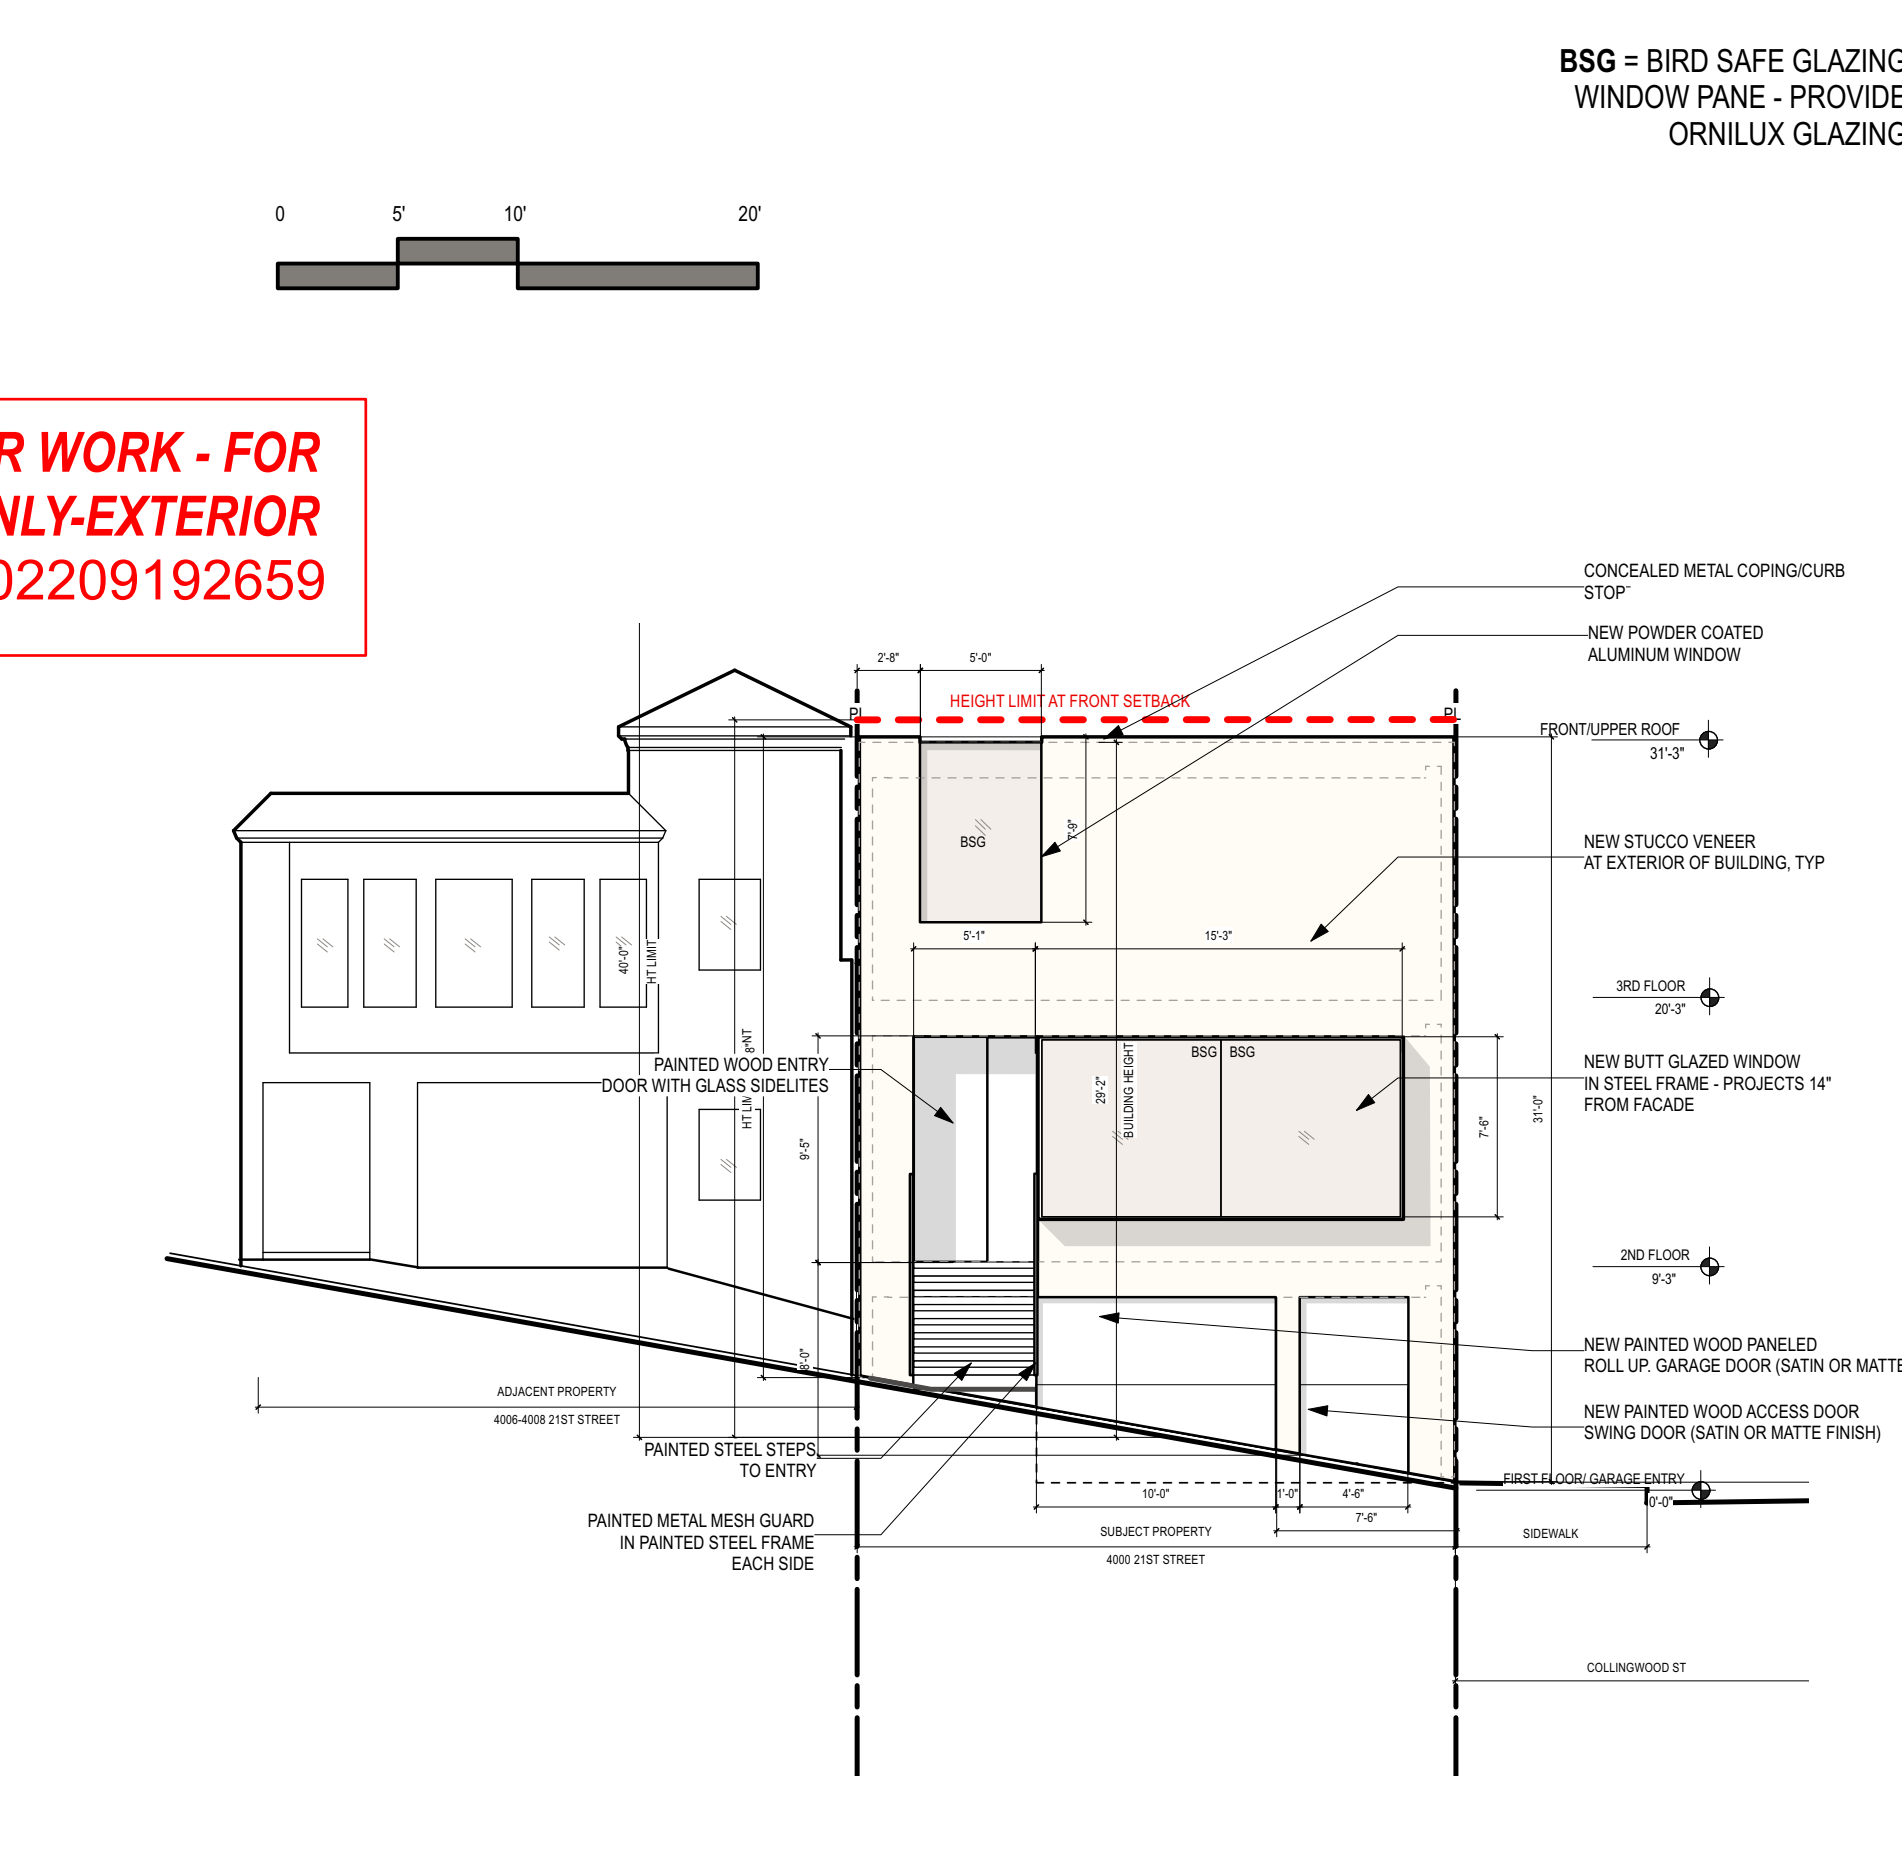 BSG = BIRD SAFE GLAZING
WINDOW PANE - PROVIDE
ORNILUX GLAZING
0 5' 10' 20'
R WORK - FOR
NLY-EXTERIOR
02209192659
CONCEALED METAL COPING/CURB
STOP
NEW POWDER COATED
ALUMINUM WINDOW
2'-8" 5'-0"
HEIGHT LIMIT AT FRONT SETBACK
FRONT/UPPER ROOF
31'-3"
7'-9"
BSG
NEW STUCCO VENEER
AT EXTERIOR OF BUILDING, TYP
5'-1" 15'-3"
40'-0"
HT LIMIT
3RD FLOOR
20'-3"
PAINTED WOOD ENTRY
DOOR WITH GLASS SIDELITES
BSG BSG
29'-2"
BUILDING HEIGHT
NEW BUTT GLAZED WINDOW
IN STEEL FRAME - PROJECTS 14"
FROM FACADE
31'-0"
7'-6"
9'-5"
2ND FLOOR
9'-3"
8'-0"
NEW PAINTED WOOD PANELED
ROLL UP. GARAGE DOOR (SATIN OR MATTE
ADJACENT PROPERTY
4006-4008 21ST STREET
NEW PAINTED WOOD ACCESS DOOR
SWING DOOR (SATIN OR MATTE FINISH)
PAINTED STEEL STEPS
TO ENTRY
FIRST FLOOR/ GARAGE ENTRY
0'-0"
10'-0" 1'-0" 4'-6"
7'-6"
PAINTED METAL MESH GUARD
IN PAINTED STEEL FRAME
EACH SIDE
SUBJECT PROPERTY
4000 21ST STREET
SIDEWALK
COLLINGWOOD ST